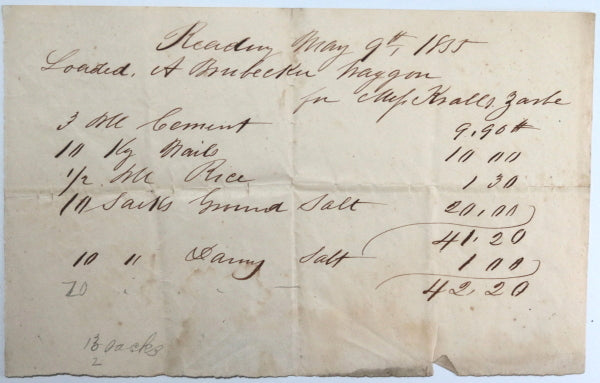 Reading May 9th, 1855
Loaded, A Brubecker Waggon
for Mess Kralls, Zarbe
3 bbl Cement 9.90
10 Kg Nails 10 00
1/2 bbl Rice 1 30
10 Sacks Ground Salt 20,00
41,20
10 " Dairy Salt 1 00
42,20
20
sacks
2